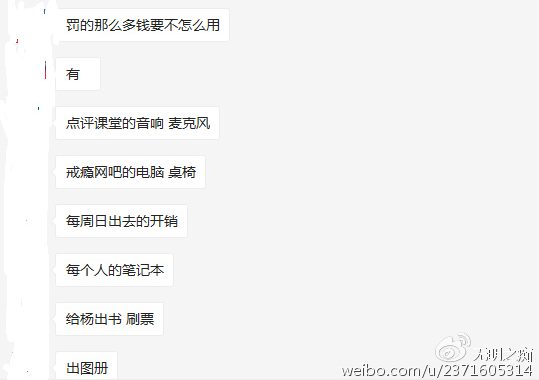 罚的那么多钱要不怎么用
有
点评课堂的音响 麦克风
戒瘾网吧的电脑 桌椅
每周日出去的开销
每个人的笔记本
给杨出书 刷票
出图册
weibo.com/u/2371605314